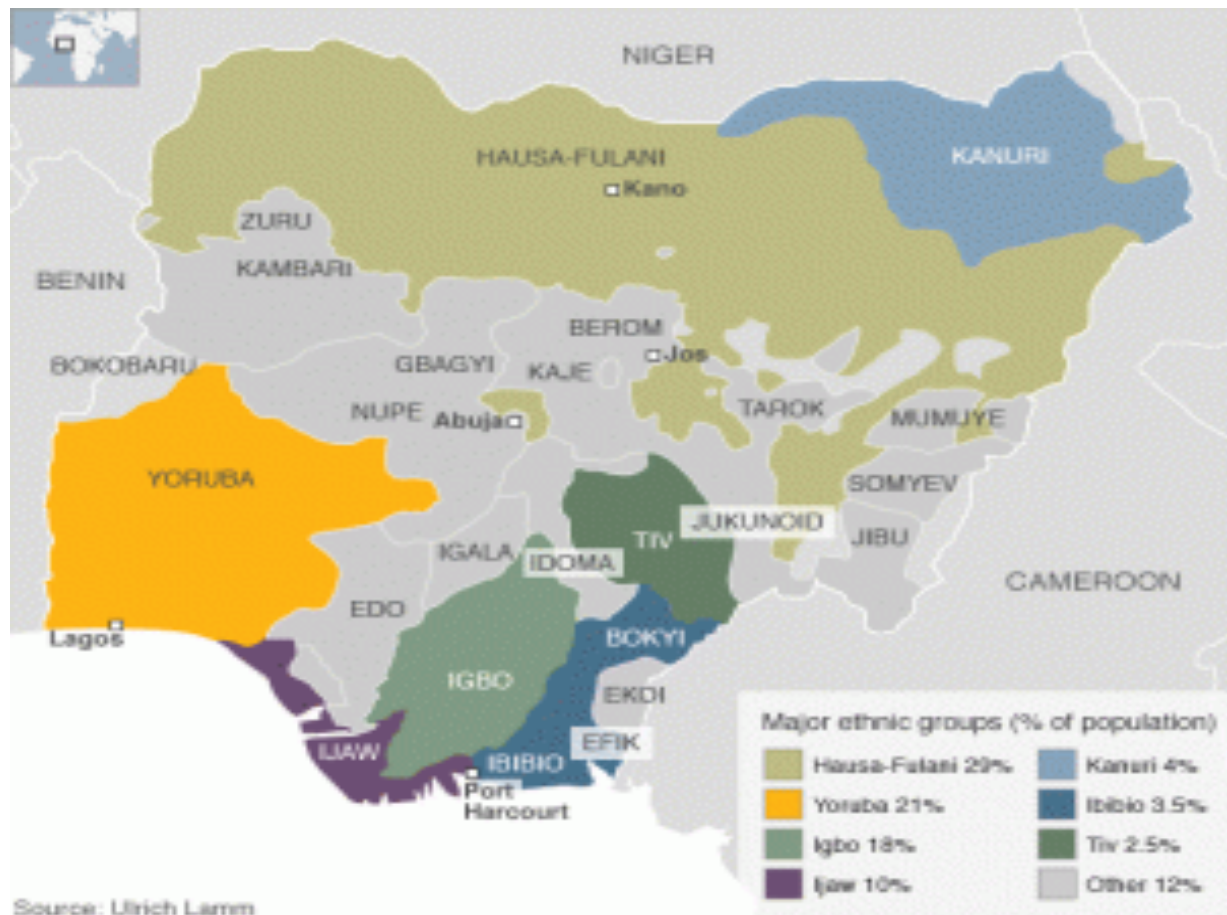 NIGER
KANURI
HAUSA-FULANI
Kano
ZURU
KAMBARI
BENIN
BEROM
Jos
BOKOBARU
GBAGYI
KAJE
TAROK
NUPE
Abuja
MUMUYE
YORUBA
SOMYEV
JUKUNOID
TIV
JIBU
IGALA
IDOMA
CAMEROON
EDO
Lagos
BOKYI
IGBO
EKDI
IJAW
EFIK
IBIBIO
Port
Harcourt
Major ethnic groups (% of population)
Hausa-Fulani 29%
Yoruba 21%
Igbo 18%
Ijaw 10%
Kanuri 4%
Ibibio 3.5%
Tiv 2.5%
Other 12%
Source: Ulrich Lamm